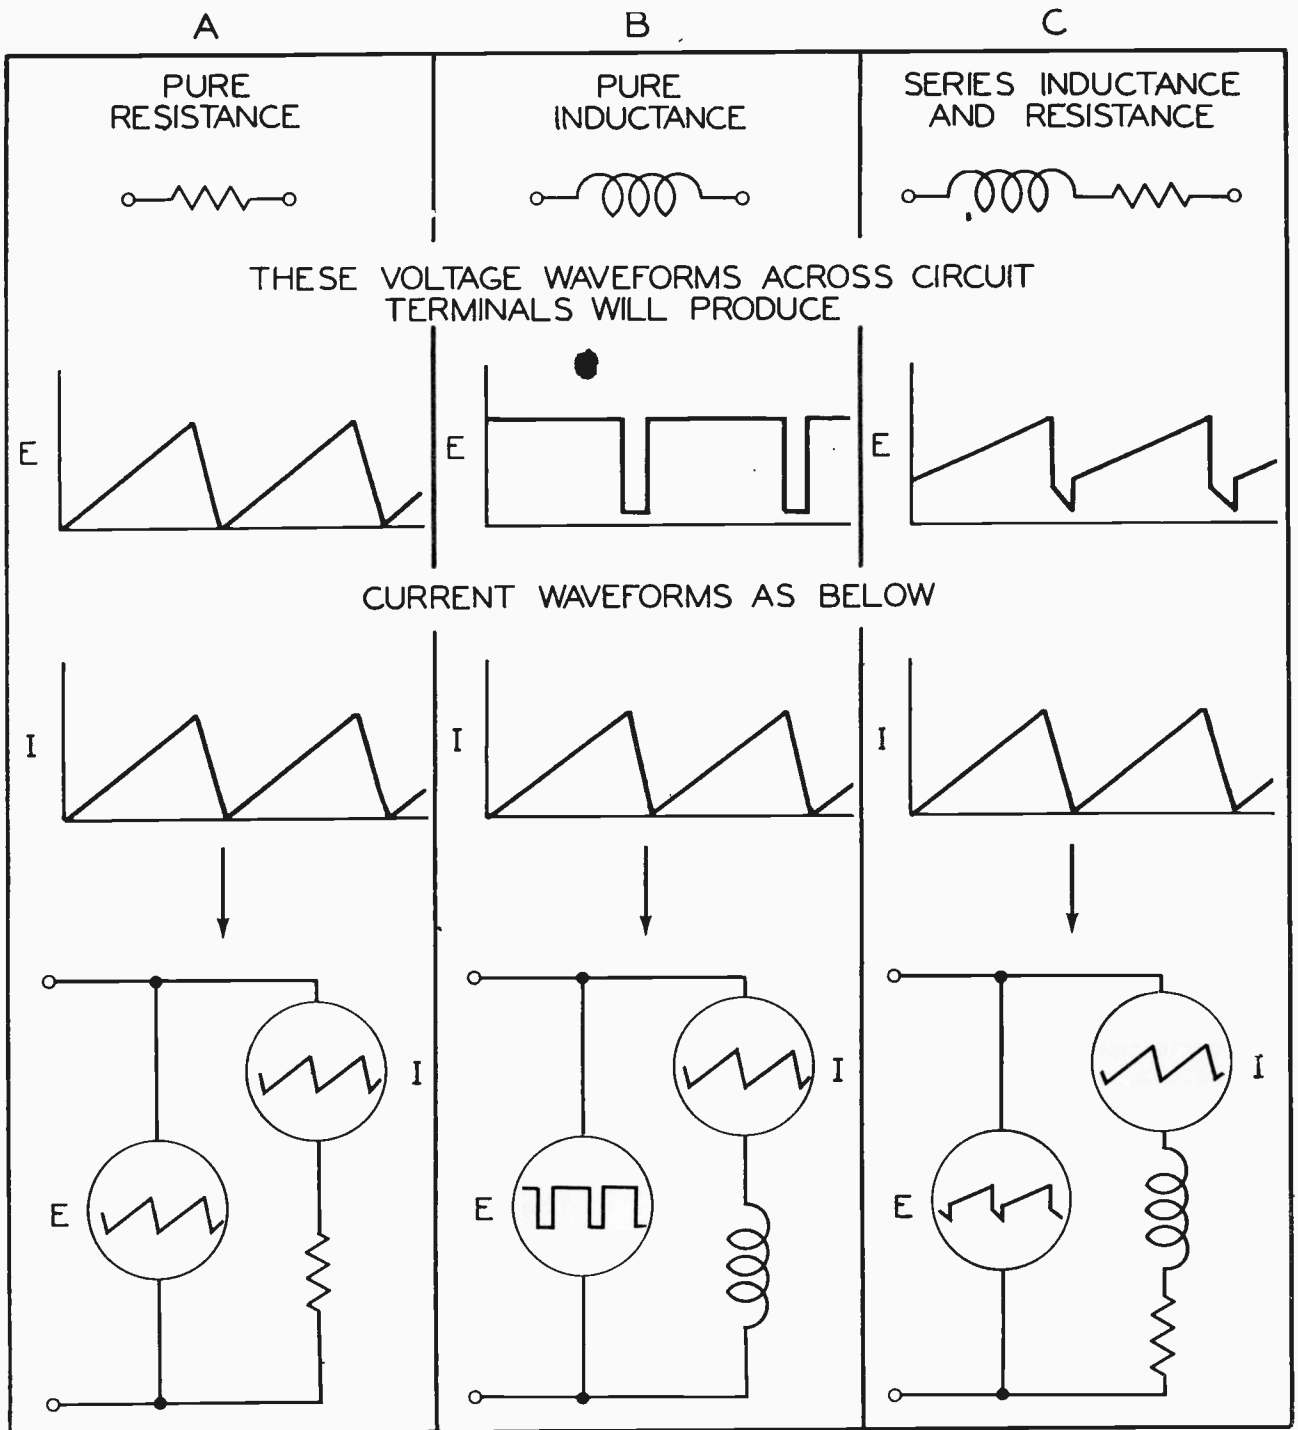 A
B
C
PURE
RESISTANCE
PURE
INDUCTANCE
SERIES INDUCTANCE
AND RESISTANCE
THESE VOLTAGE WAVEFORMS ACROSS CIRCUIT
TERMINALS WILL PRODUCE
E
E
E
CURRENT WAVEFORMS AS BELOW
I
I
I
I
I
I
E
E
E